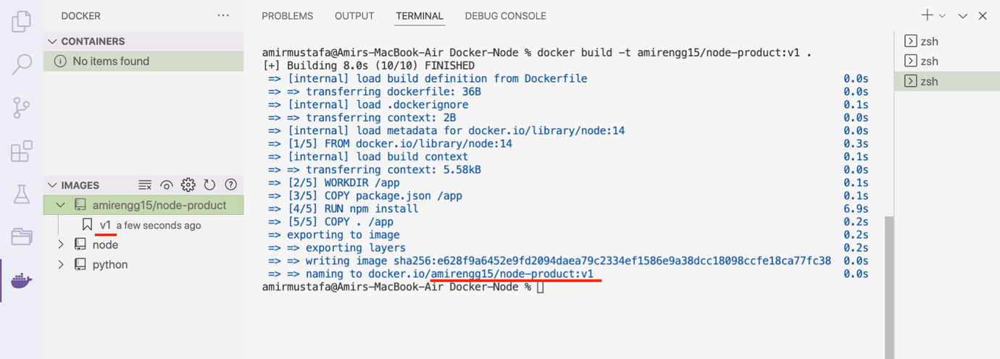 DOCKER
...
PROBLEMS
OUTPUT
TERMINAL
DEBUG CONSOLE
CONTAINERS
No items found
IMAGES
amirengg15/node-product
v1 a few seconds ago
node
python
amirmustafa@Amirs-MacBook-Air Docker-Node % docker build -t amirengg15/node-product:v1 .
[+] Building 8.0s (10/10) FINISHED
=> [internal] load build definition from Dockerfile 0.0s
=> => transferring dockerfile: 36B 0.0s
=> [internal] load .dockerignore 0.1s
=> => transferring context: 2B 0.0s
=> [internal] load metadata for docker.io/library/node:14 0.0s
=> [1/5] FROM docker.io/library/node:14 0.3s
=> [internal] load build context 0.1s
=> => transferring context: 5.58kB 0.0s
=> [2/5] WORKDIR /app 0.1s
=> [3/5] COPY package.json /app 0.1s
=> [4/5] RUN npm install 6.9s
=> [5/5] COPY . /app 0.2s
=> exporting to image 0.2s
=> => exporting layers 0.2s
=> => writing image sha256:e628f9a6452e9fd2094daea79c2334ef1586e9a38dcc18098ccfe18ca77fc38 0.0s
=> => naming to docker.io/amirengg15/node-product:v1 0.0s
amirmustafa@Amirs-MacBook-Air Docker-Node %
zsh
zsh
zsh